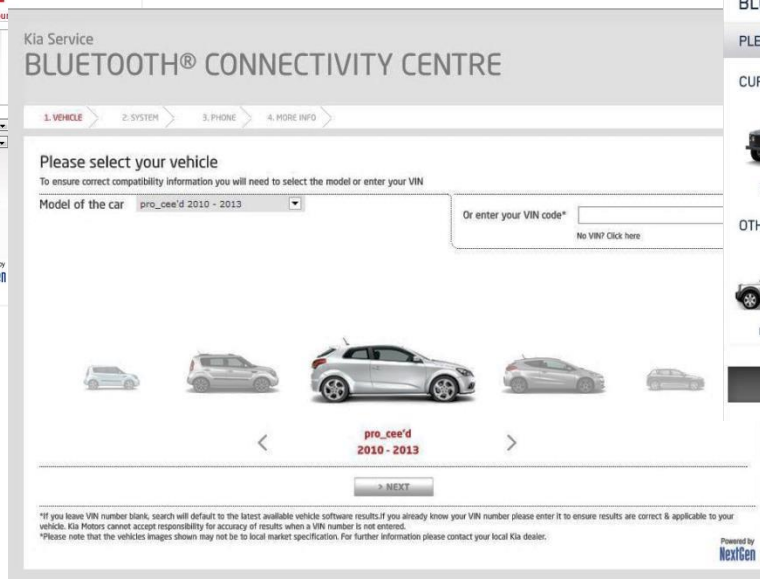 Kia Service
BLUETOOTH® CONNECTIVITY CENTRE
1. VEHICLE
2. SYSTEM
3. PHONE
4. MORE INFO
Please select your vehicle
To ensure correct compatibility information you will need to select the model or enter your VIN
Model of the car pro_cee'd 2010 - 2013
Or enter your VIN code*
No VIN? Click here
pro_cee'd
2010 - 2013
> NEXT
*If you leave VIN number blank, search will default to the latest available vehicle software results.If you already know your VIN number please enter it to ensure results are correct & applicable to your
vehicle. Kia Motors cannot accept responsibility for accuracy of results when a VIN number is not entered.
*Please note that the vehicles images shown may not be to local market specification. For further information please contact your local Kia dealer.
Powered by
NextGen